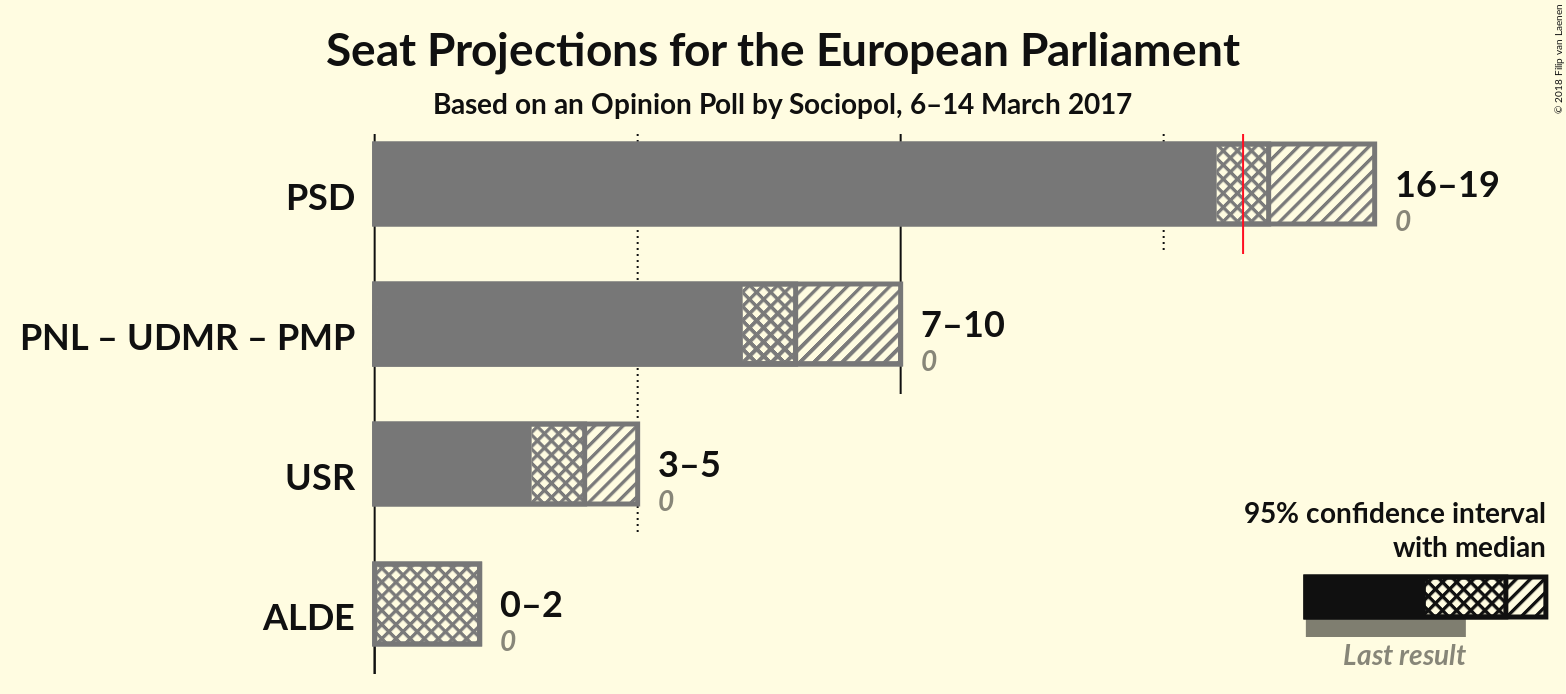 Seat Projections for the European Parliament
Based on an Opinion Poll by Sociopol, 6–14 March 2017
© 2018 Filip van Laenen
PSD
16–19
0
PNL – UDMR – PMP
7–10
0
USR
3–5
0
ALDE
0–2
0
95% confidence interval
with median
Last result